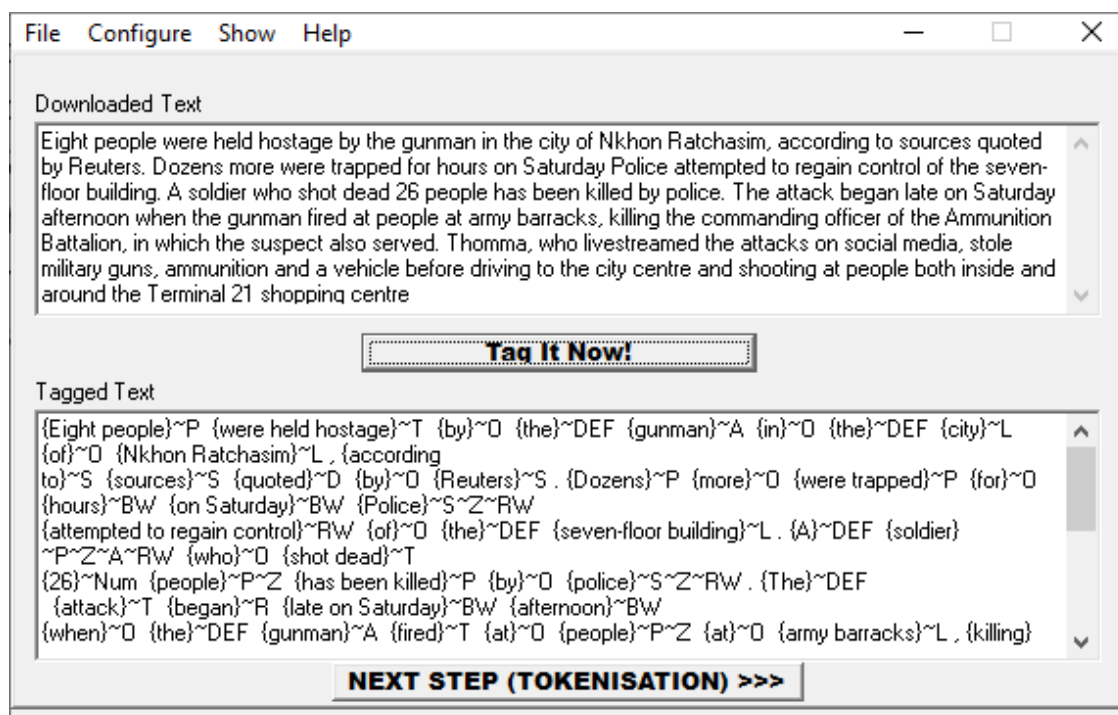 File Configure Show Help
Downloaded Text
Eight people were held hostage by the gunman in the city of Nkhon Ratchasim, according to sources quoted
by Reuters. Dozens more were trapped for hours on Saturday Police attempted to regain control of the seven-
floor building. A soldier who shot dead 26 people has been killed by police. The attack began late on Saturday
afternoon when the gunman fired at people at army barracks, killing the commanding officer of the Ammunition
Battalion, in which the suspect also served. Thomma, who livestreamed the attacks on social media, stole
military guns, ammunition and a vehicle before driving to the city centre and shooting at people both inside and
around the Terminal 21 shopping centre
Tag It Now!
Tagged Text
{Eight people}~P {were held hostage}~T {by}~O {the}~DEF {gunman}~A {in}~O {the}~DEF {city}~L
{of}~O {Nkhon Ratchasim}~L , {according
to}~S {sources}~S {quoted}~D {by}~O {Reuters}~S . {Dozens}~P {more}~O {were trapped}~P {for}~O
{hours}~BW {on Saturday}~BW {Police}~S~Z~RW
{attempted to regain control}~RW {of}~O {the}~DEF {seven-floor building}~L . {A}~DEF {soldier}
~P~Z~A~RW {who}~O {shot dead}~T
{26}~Num {people}~P~Z {has been killed}~P {by}~O {police}~S~Z~RW . {The}~DEF
{attack}~T {began}~R {late on Saturday}~BW {afternoon}~BW
{when}~O {the}~DEF {gunman}~A {fired}~T {at}~O {people}~P~Z {at}~O {army barracks}~L , {killing}
NEXT STEP (TOKENISATION) >>>